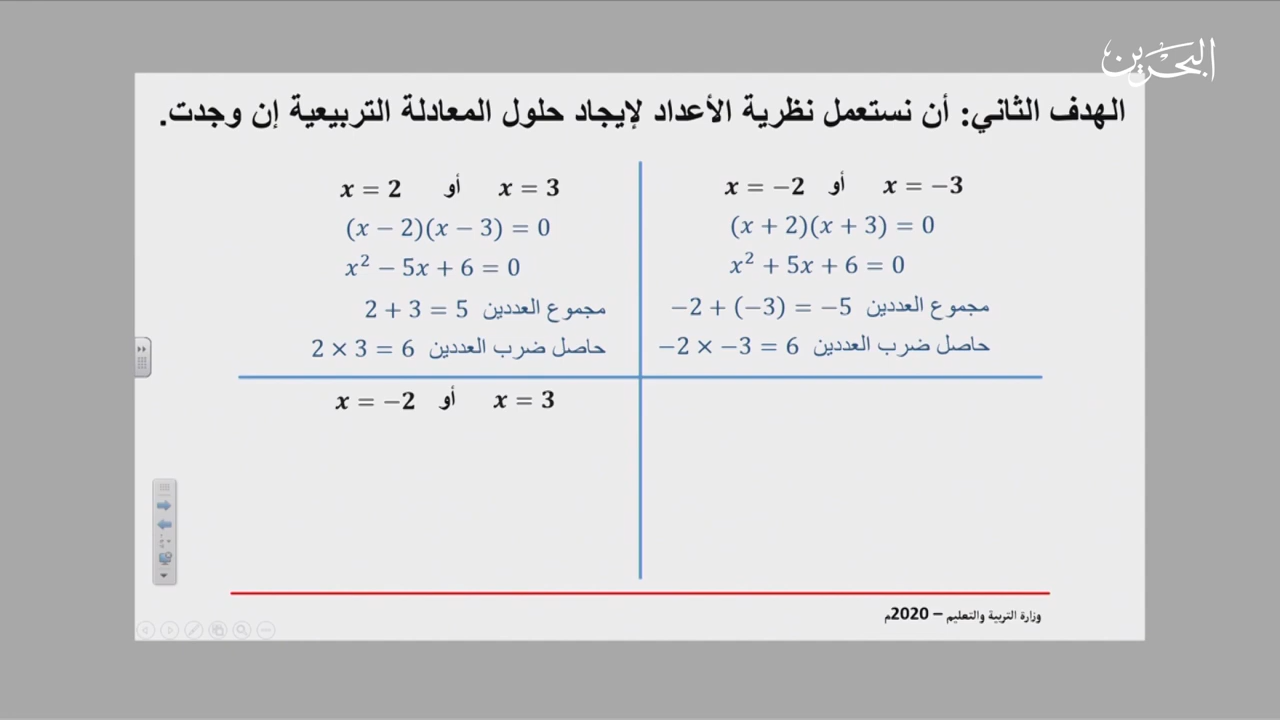 البحرين
الهدف الثاني: أن نستعمل نظرية الأعداد لإيجاد حلول المعادلة التربيعية إن وجدت.
x = −2 أو x = −3
(x + 2)(x + 3) = 0
x² + 5x + 6 = 0
مجموع العددين −2 + (−3) = −5
حاصل ضرب العددين −2 × −3 = 6
x = 2 أو x = 3
(x − 2)(x − 3) = 0
x² − 5x + 6 = 0
مجموع العددين 2 + 3 = 5
حاصل ضرب العددين 2 × 3 = 6
x = −2 أو x = 3
وزارة التربية والتعليم – 2020م